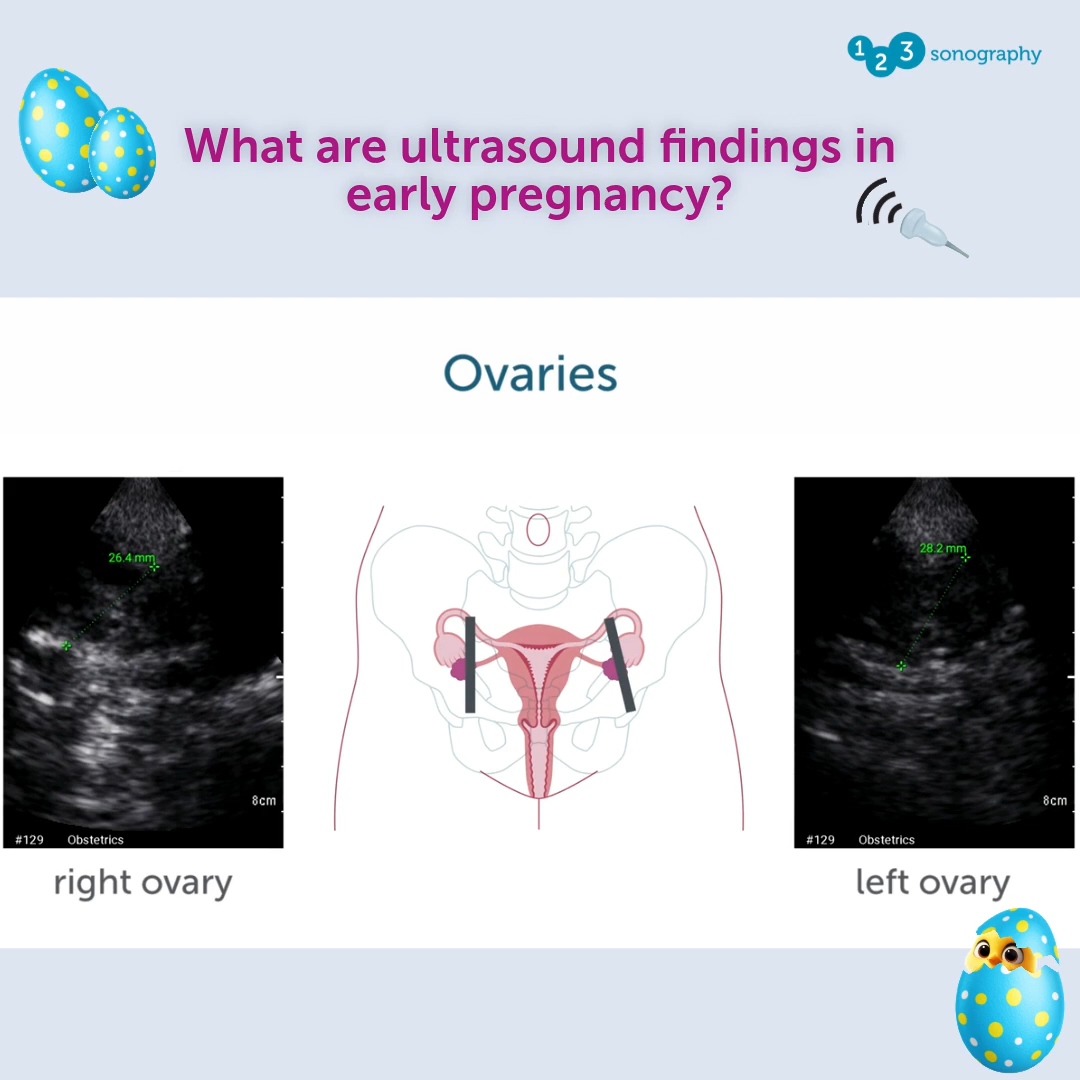 1 2 3 sonography
What are ultrasound findings in
early pregnancy?
Ovaries
26.4 mm
8cm
#129 Obstetrics
right ovary
28.2 mm
8cm
#129 Obstetrics
left ovary